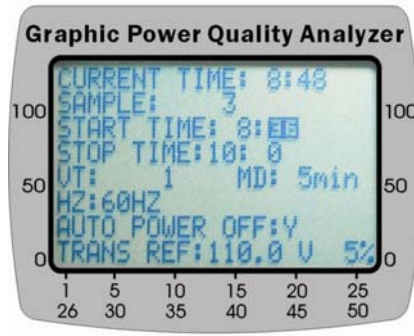 Graphic Power Quality Analyzer
CURRENT TIME: 8:48
SAMPLE: 3
100 100
START TIME: 8:35
STOP TIME:10: 0
50 VT: 1 MD: 5min 50
HZ:60HZ
AUTO POWER OFF:Y
0 TRANS REF:110.0 V 5% 0
1 5 10 15 20 25
26 30 35 40 45 50